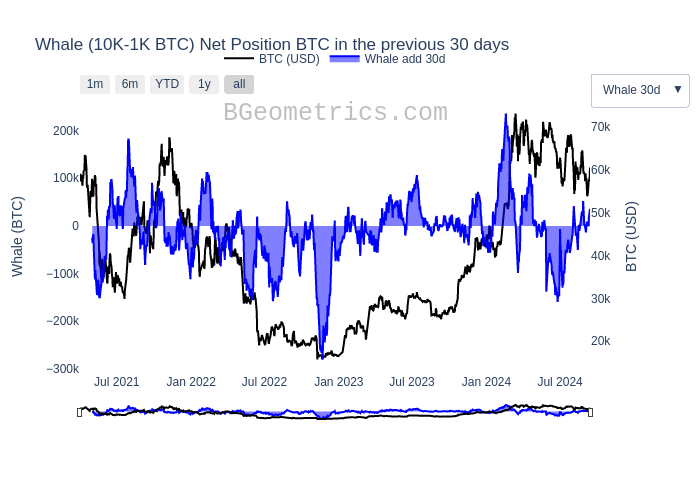 Whale (10K-1K BTC) Net Position BTC in the previous 30 days
BTC (USD) Whale add 30d
1m 6m YTD 1y all
Whale 30d ▼
BGeometrics.com
200k
100k
0
−100k
−200k
−300k
Whale (BTC)
70k
60k
50k
40k
30k
20k
BTC (USD)
Jul 2021 Jan 2022 Jul 2022 Jan 2023 Jul 2023 Jan 2024 Jul 2024